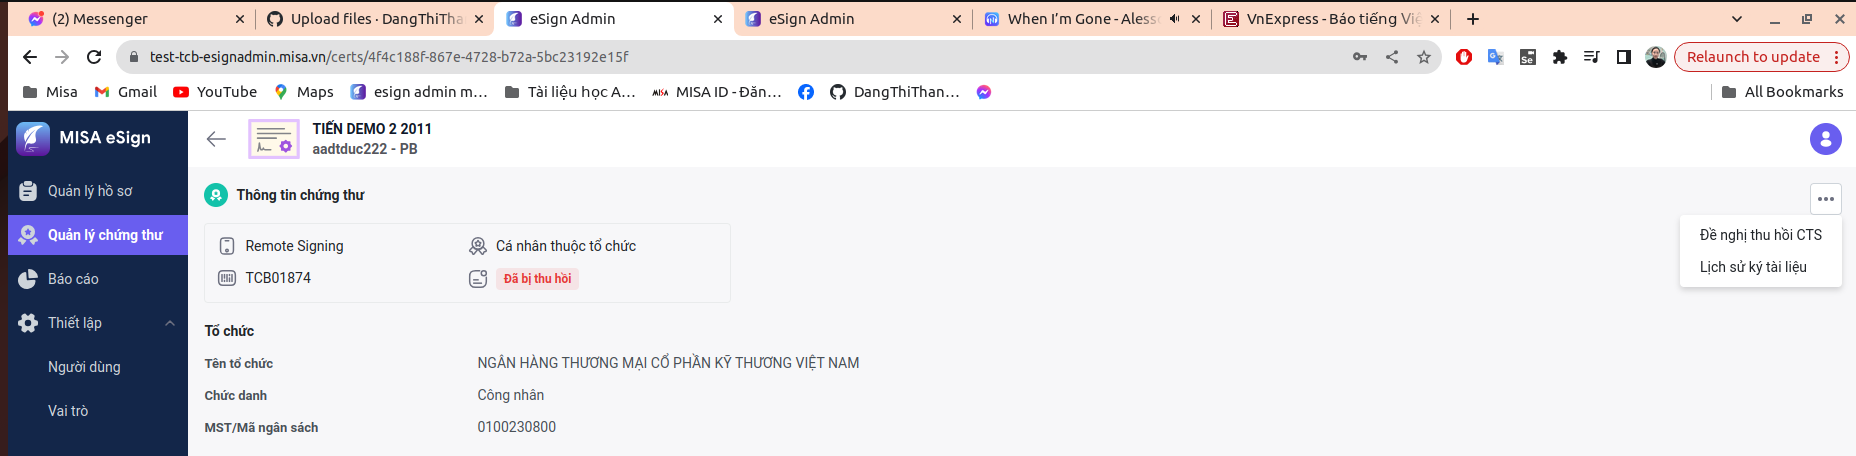 (2) Messenger
Upload files · DangThiThan
eSign Admin
eSign Admin
When I'm Gone - Alesso
VnExpress - Báo tiếng Việ
test-tcb-esignadmin.misa.vn/certs/4f4c188f-867e-4728-b72a-5bc23192e15f
Relaunch to update
Misa
Gmail
YouTube
Maps
esign admin m...
Tài liệu học A...
MISA ID - Đăn...
DangThiThan...
All Bookmarks
MISA eSign
TIẾN DEMO 2 2011
aadtduc222 - PB
Quản lý hồ sơ
Quản lý chứng thư
Báo cáo
Thiết lập
Người dùng
Vai trò
Thông tin chứng thư
Remote Signing
Cá nhân thuộc tổ chức
TCB01874
Đã bị thu hồi
Đề nghị thu hồi CTS
Lịch sử ký tài liệu
Tổ chức
Tên tổ chức NGÂN HÀNG THƯƠNG MẠI CỔ PHẦN KỸ THƯƠNG VIỆT NAM
Chức danh Công nhân
MST/Mã ngân sách 0100230800